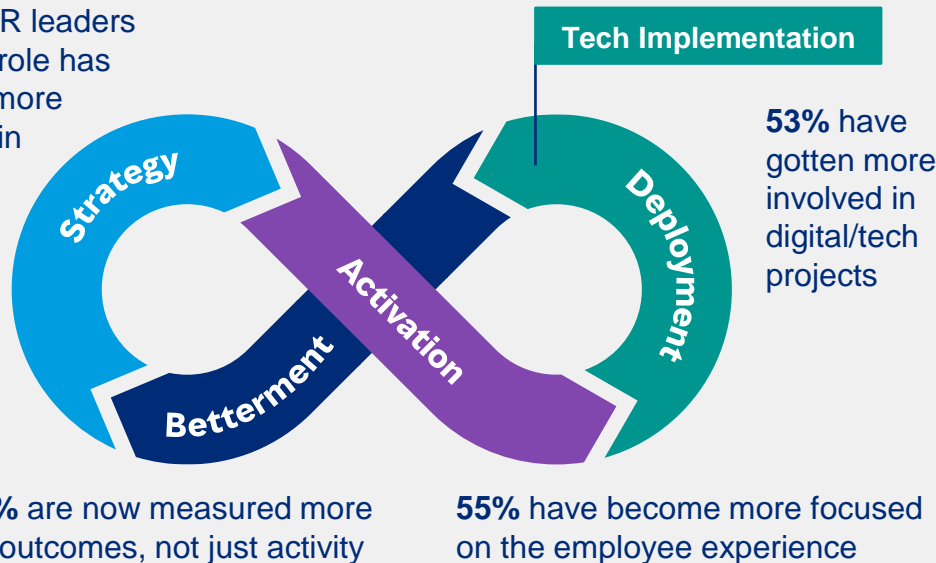 R leaders
role has
more
in
Tech Implementation
53% have
gotten more
involved in
digital/tech
projects
Strategy
Deployment
Activation
Betterment
% are now measured more
outcomes, not just activity
55% have become more focused
on the employee experience